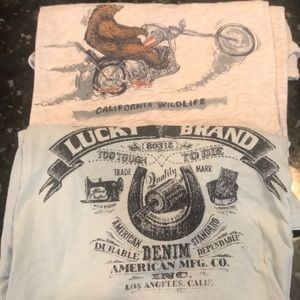 CALIFORNIA WILDLIFE
LUCKY BRAND
TOO TOUGH TO DIE
TRADE MARK
Quality
AMERICAN STANDARD
DURABLE DEPENDABLE
DENIM
AMERICAN MFG. CO.
INC.
LOS ANGELES, CALIF.